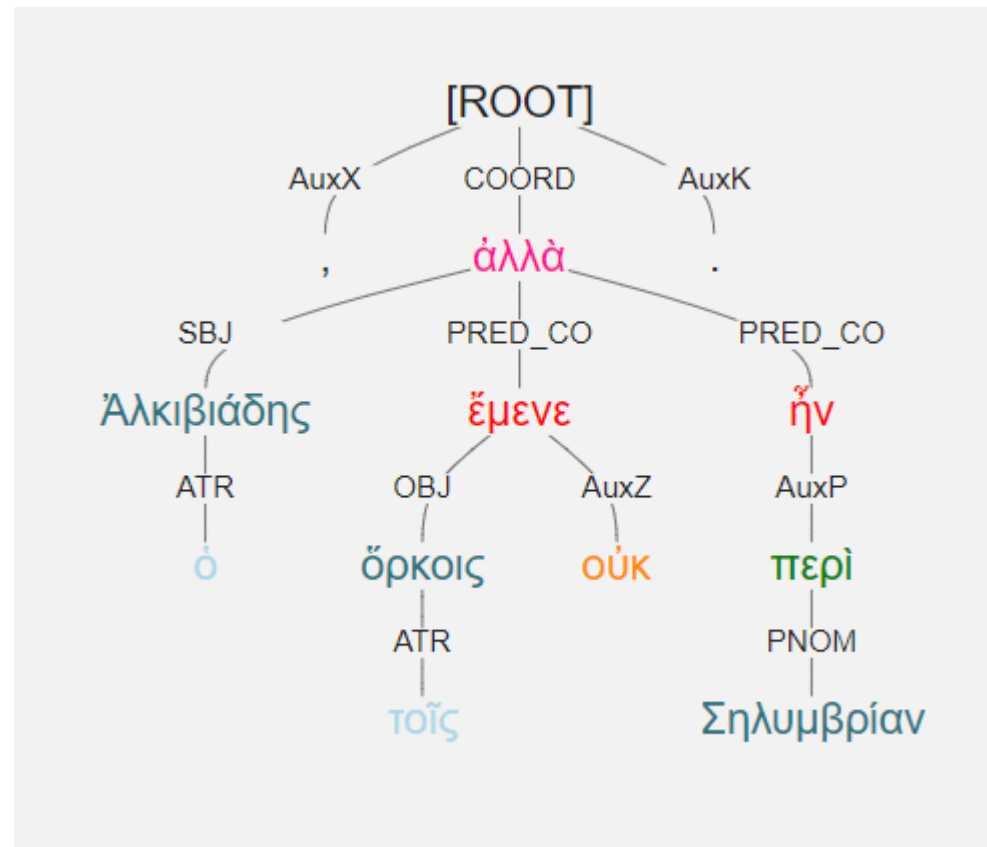 [ROOT]
AuxX COORD AuxK
, ἀλλὰ .
SBJ PRED_CO PRED_CO
Ἀλκιβιάδης ἔμενε ἦν
ATR OBJ AuxZ AuxP
ὁ ὅρκοις οὐκ περὶ
ATR PNOM
τοῖς Σηλυμβρίαν